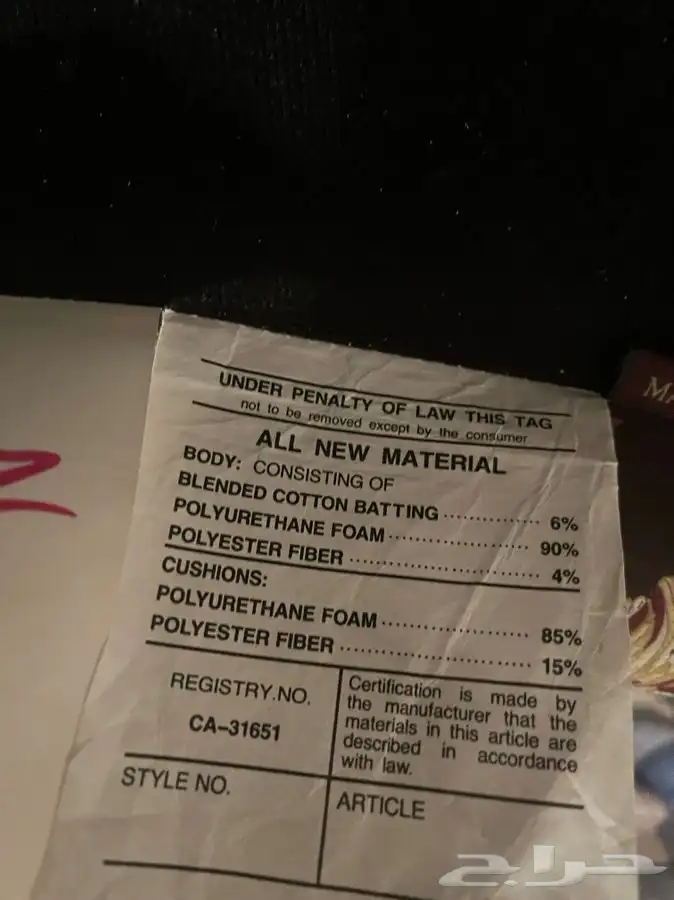 UNDER PENALTY OF LAW THIS TAG
not to be removed except by the consumer
ALL NEW MATERIAL
BODY: CONSISTING OF
BLENDED COTTON BATTING ............. 6%
POLYURETHANE FOAM .................. 90%
POLYESTER FIBER ........................ 4%
CUSHIONS:
POLYURETHANE FOAM .................... 85%
POLYESTER FIBER .......................... 15%
REGISTRY.NO.
CA-31651
Certification is made by
the manufacturer that the
materials in this article are
described in accordance
with law.
STYLE NO.
ARTICLE
حراج